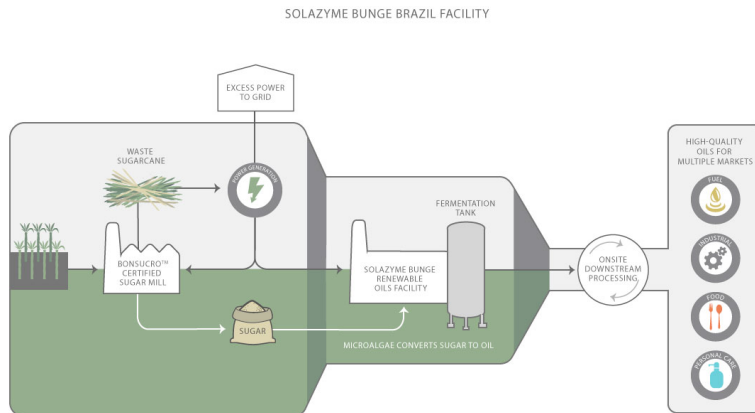 SOLAZYME BUNGE BRAZIL FACILITY
EXCESS POWER
TO GRID
WASTE
SUGARCANE
POWER GENERATION
BONSUCRO™
CERTIFIED
SUGAR MILL
SUGAR
FERMENTATION
TANK
SOLAZYME BUNGE
RENEWABLE
OILS FACILITY
MICROALGAE CONVERTS SUGAR TO OIL
ONSITE
DOWNSTREAM
PROCESSING
HIGH-QUALITY
OILS FOR
MULTIPLE MARKETS
FUEL
INDUSTRIAL
FOOD
PERSONAL CARE